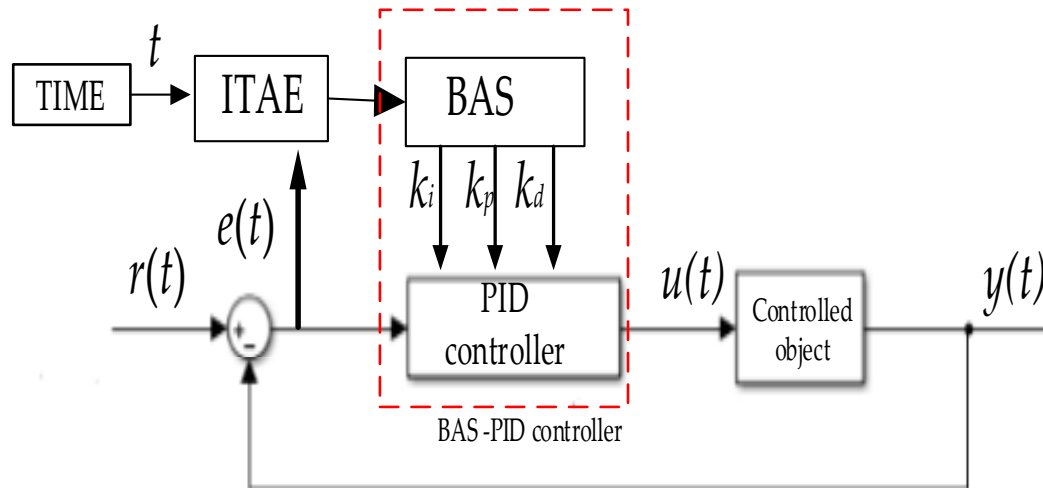 t
TIME
ITAE
BAS
ki
kp
kd
e(t)
r(t)
PID
controller
u(t)
Controlled
object
y(t)
+
-
BAS -PID controller